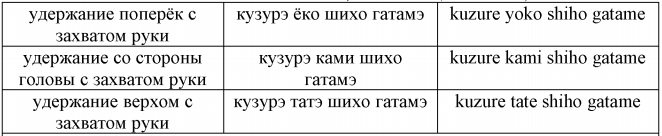 удержание поперёк с кузурэ ёко шихо гатамэ kuzure yoko shiho gatame
захватом руки
удержание со стороны кузурэ ками шихо kuzure kami shiho gatame
головы с захватом руки гатамэ
удержание верхом с кузурэ татэ шихо гатамэ kuzure tate shiho gatame
захватом руки